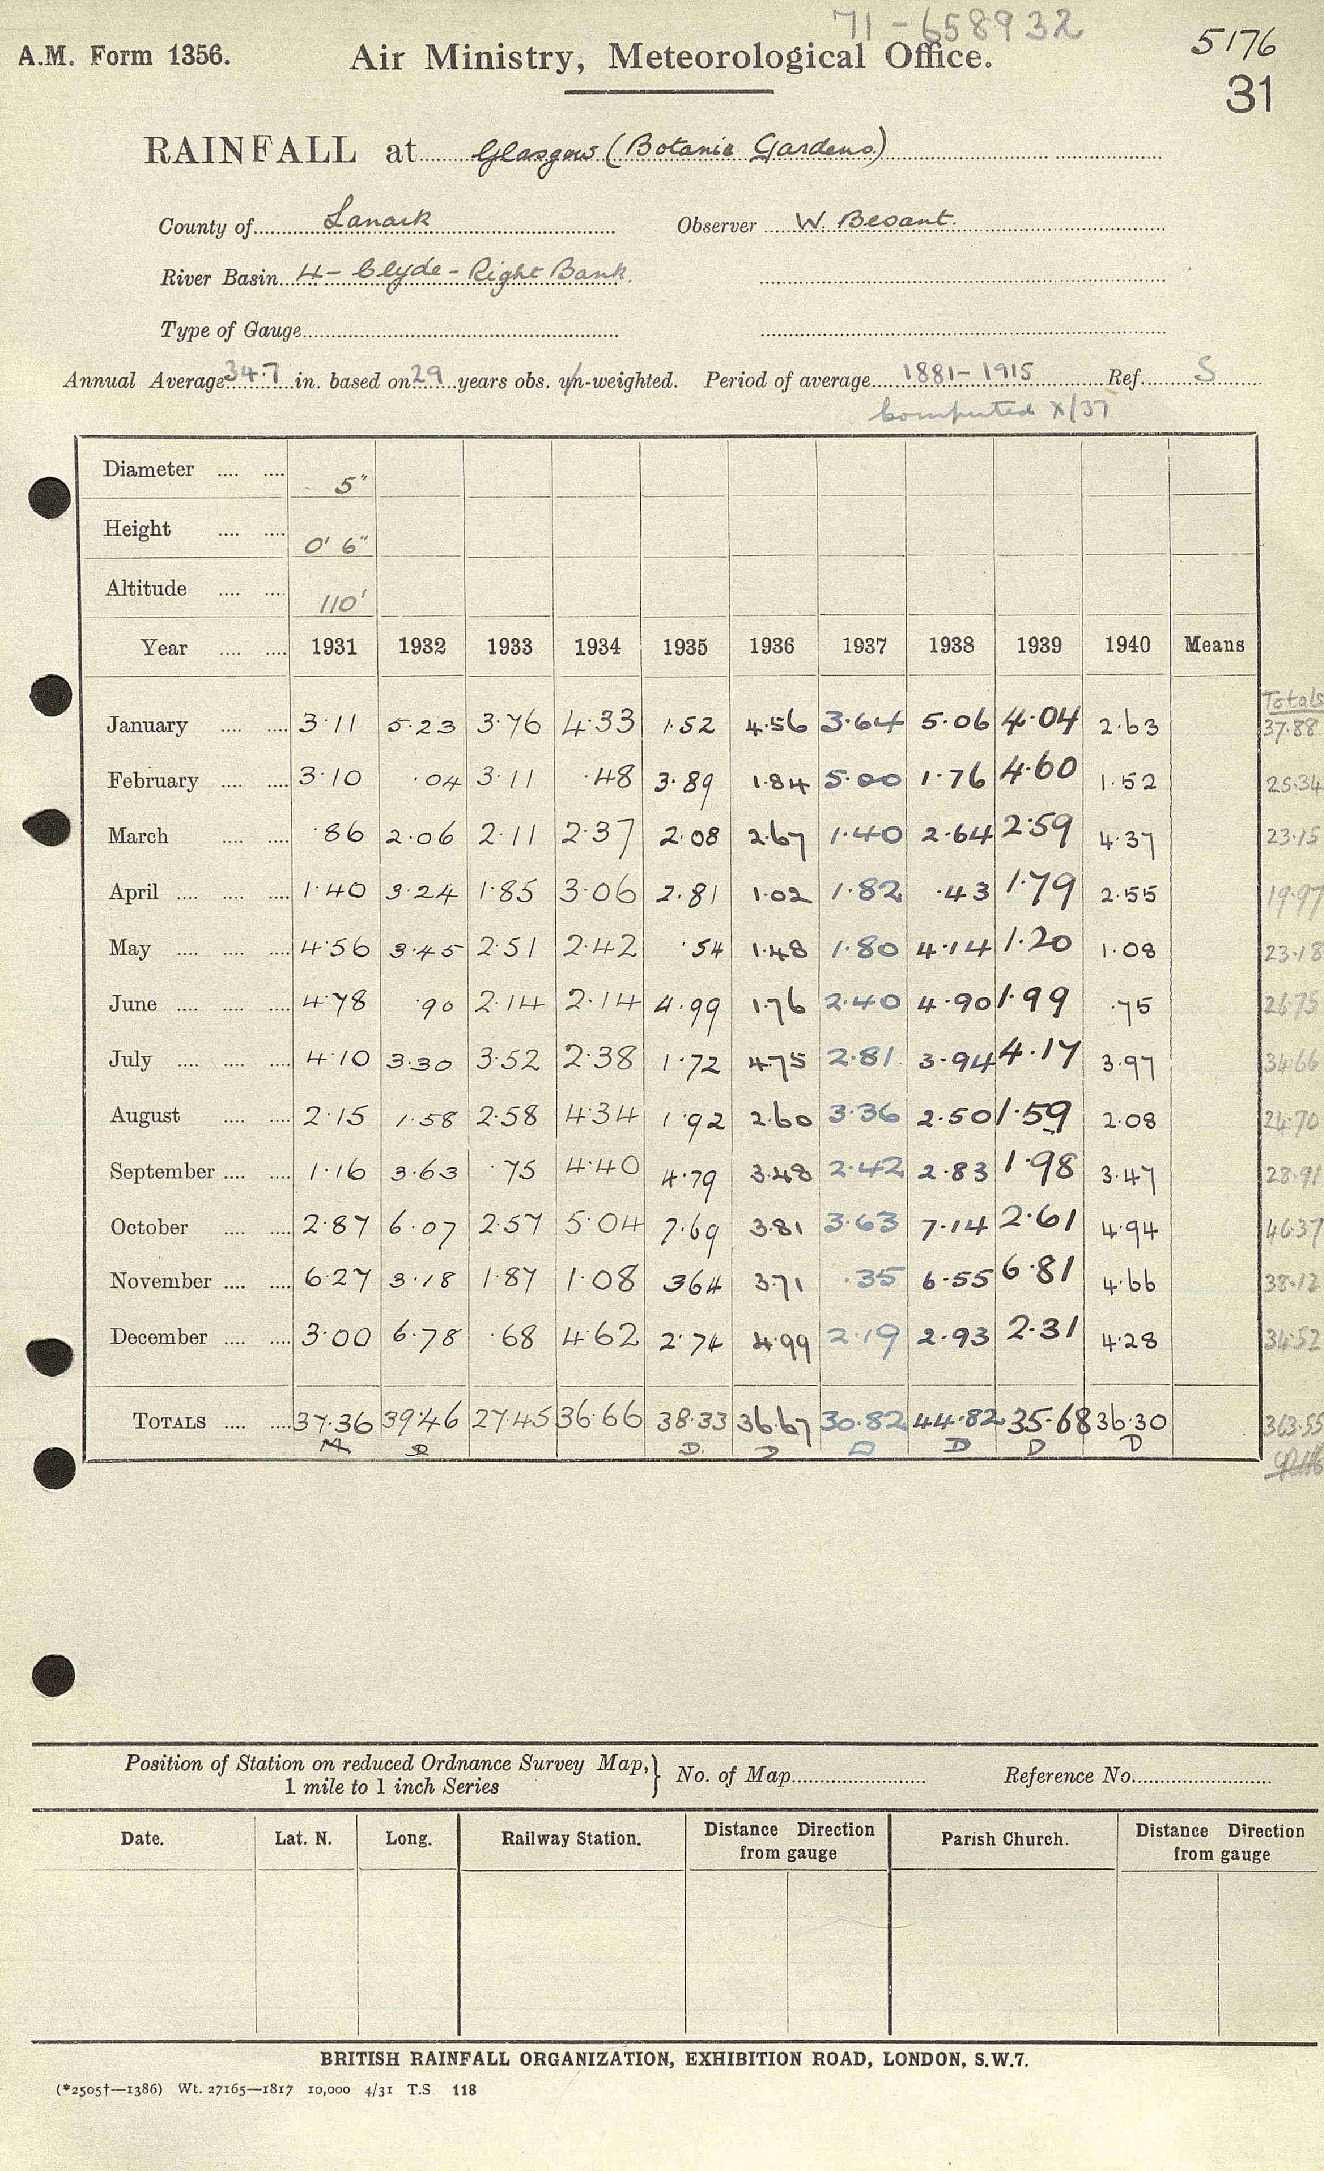 71-658932
A.M. Form 1356. Air Ministry, Meteorological Office. 5176
31
RAINFALL at Glasgow (Botanic Gardens)
County of Lanark Observer W. Besant.
River Basin 4 - Clyde - Right Bank.
Type of Gauge
Annual Average 34.7 in. based on 29 years obs. un-weighted. Period of average 1881-1915 Ref. S
Computed X/37
Diameter .... .... 5"
Height .... .... 0' 6"
Altitude .... .... 110'
Year .... .... 1931 1932 1933 1934 1935 1936 1937 1938 1939 1940 Means
Totals
January .... .... 3.11 5.23 3.76 4.33 1.52 4.56 3.64 5.06 4.04 2.63 37.88
February .... .... 3.10 .04 3.11 .48 3.89 1.84 5.00 1.76 4.60 1.52 25.34
March .... .... .86 2.06 2.11 2.37 2.08 2.67 1.40 2.64 2.59 4.37 23.15
April .... .... .... 1.40 3.24 1.85 3.06 2.81 1.02 1.82 .43 1.79 2.55 19.97
May .... .... .... 4.56 3.45 2.51 2.42 .54 1.48 1.80 4.14 1.20 1.08 23.18
June .... .... .... 4.78 .90 2.14 2.14 4.99 1.76 2.40 4.90 1.99 .75 26.75
July .... .... .... 4.10 3.30 3.52 2.38 1.72 4.75 2.81 3.94 4.17 3.97 34.66
August .... .... 2.15 1.58 2.58 4.34 1.92 2.60 3.36 2.50 1.59 2.08 24.70
September .... .... 1.16 3.63 .75 4.40 4.79 3.48 2.42 2.83 1.98 3.47 28.91
October .... .... 2.87 6.07 2.57 5.04 7.69 3.81 3.63 7.14 2.61 4.94 46.37
November .... .... 6.27 3.18 1.87 1.08 3.64 3.71 .35 6.55 6.81 4.66 38.12
December .... .... 3.00 6.78 .68 4.62 2.74 4.99 2.19 2.93 2.31 4.28 34.52
TOTALS .... .... 37.36 39.46 27.45 36.66 38.33 36.67 30.82 44.82 35.68 36.30 363.55
D D D D D D
Position of Station on reduced Ordnance Survey Map, } No. of Map Reference No.
1 mile to 1 inch Series
Date. Lat. N. Long. Railway Station. Distance Direction from gauge Parish Church. Distance Direction from gauge
BRITISH RAINFALL ORGANIZATION, EXHIBITION ROAD, LONDON, S.W.7.
(*2505†—1386) Wt. 27165—1817 10,000 4/31 T.S 118